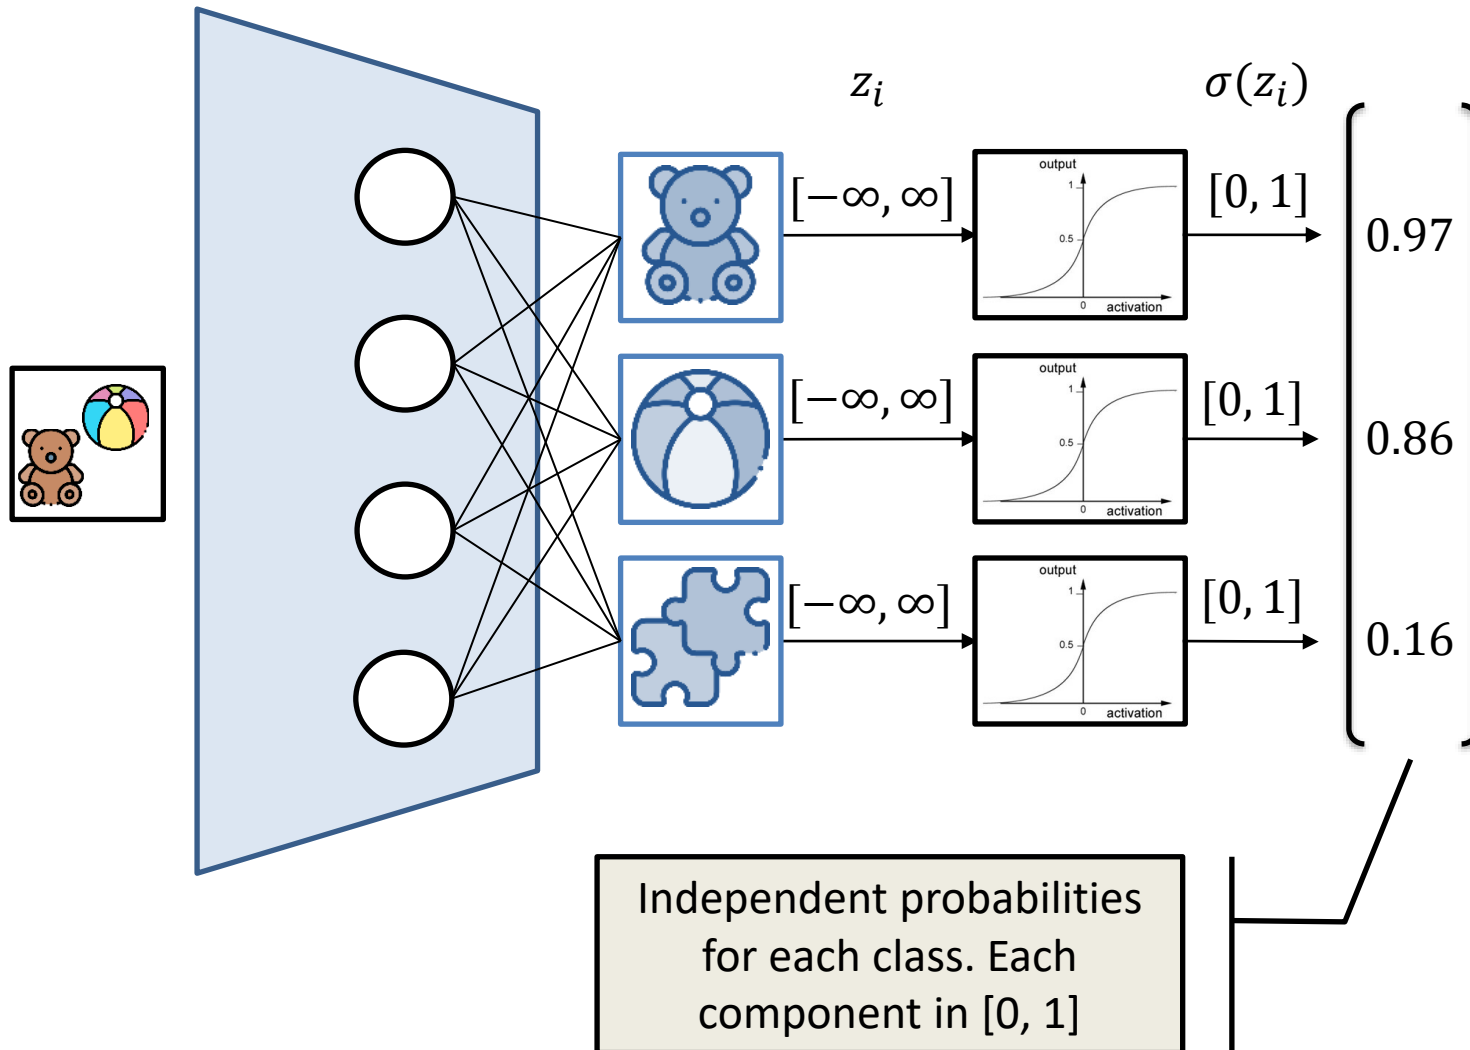 z_i
σ(z_i)
output
1
0.5
0
activation
[−∞, ∞]
[0, 1]
0.97
output
1
0.5
0
activation
[−∞, ∞]
[0, 1]
0.86
output
1
0.5
0
activation
[−∞, ∞]
[0, 1]
0.16
Independent probabilities
for each class. Each
component in [0, 1]